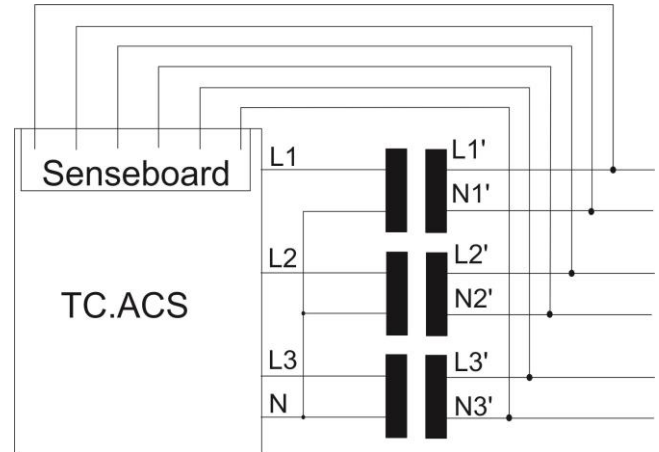 Senseboard
TC.ACS
L1
L2
L3
N
L1'
N1'
L2'
N2'
L3'
N3'